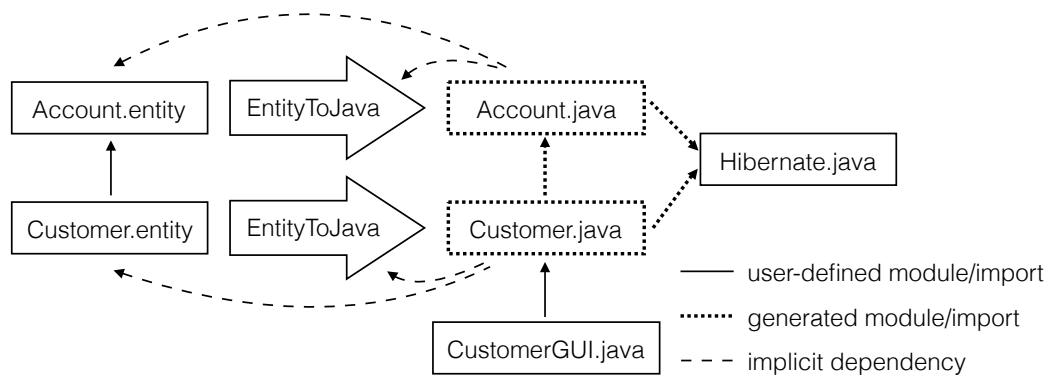 Account.entity
EntityToJava
Account.java
Hibernate.java
Customer.entity
EntityToJava
Customer.java
CustomerGUI.java
user-defined module/import
generated module/import
implicit dependency